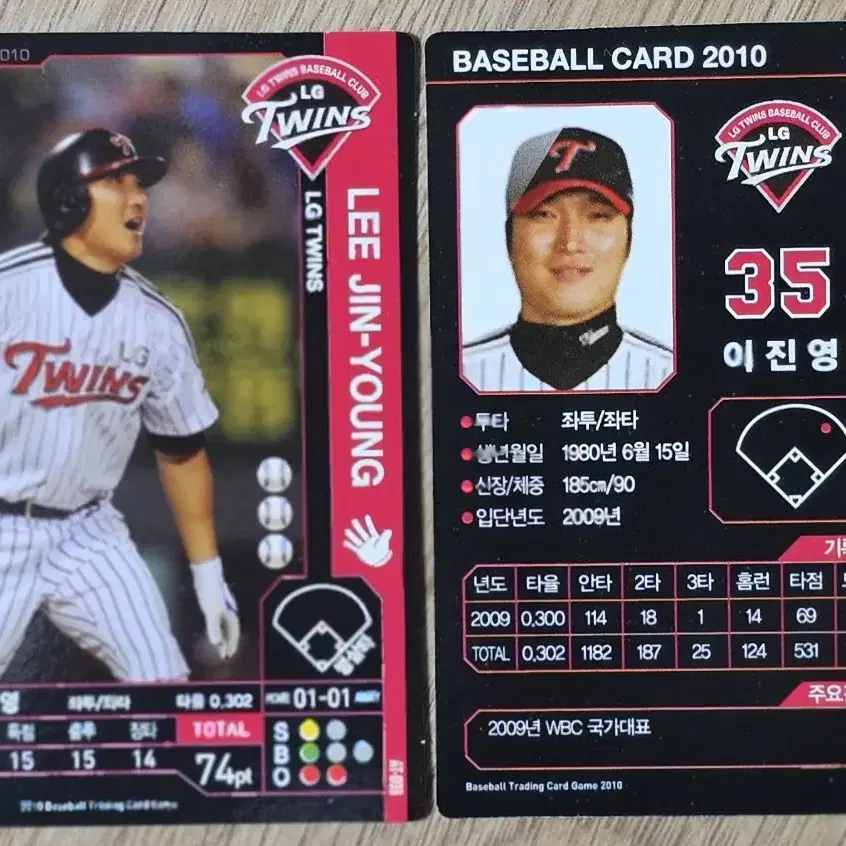 010
LG TWINS BASEBALL CLUB
LG
TWINS
LG TWINS
LEE JIN-YOUNG
LG
TWINS
영 좌투/좌타 타율 0.302 HOME 01-01 AWAY
득점 출루 장타 TOTAL
15 15 14 74pt
S
B
O
2010 Baseball Trading Card Game
BASEBALL CARD 2010
LG TWINS BASEBALL CLUB
LG
TWINS
T
35
이진영
투타 좌투/좌타
생년월일 1980년 6월 15일
신장/체중 185cm/90
입단년도 2009년
기록
년도 타율 안타 2타 3타 홈런 타점
2009 0.300 114 18 1 14 69
TOTAL 0.302 1182 187 25 124 531
주요
2009년 WBC 국가대표
Baseball Trading Card Game 2010